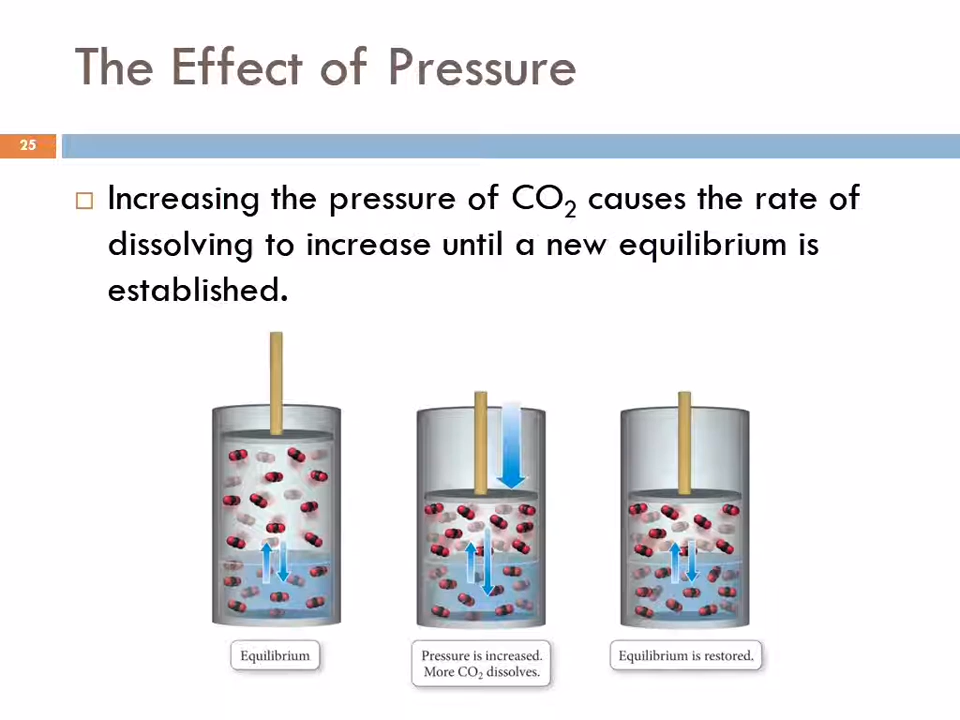 The Effect of Pressure
25
Increasing the pressure of CO₂ causes the rate of
dissolving to increase until a new equilibrium is
established.
Equilibrium
Pressure is increased.
More CO₂ dissolves.
Equilibrium is restored.